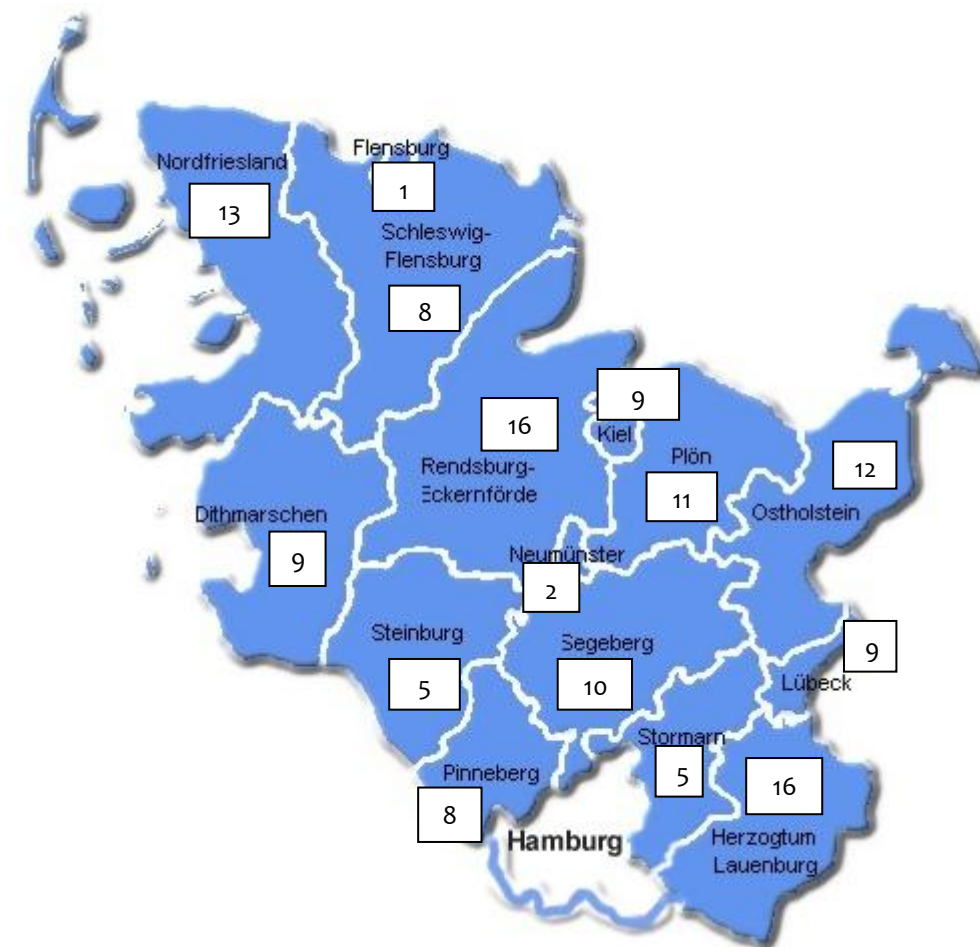 Flensburg
1
Nordfriesland
13
Schleswig-
Flensburg
8
9
Kiel
16
Rendsburg-
Eckernförde
Plön
11
12
Ostholstein
Dithmarschen
9
Neumünster
2
Steinburg
5
Segeberg
10
9
Lübeck
Stormarn
5
Pinneberg
8
16
Hamburg
Herzogtum
Lauenburg